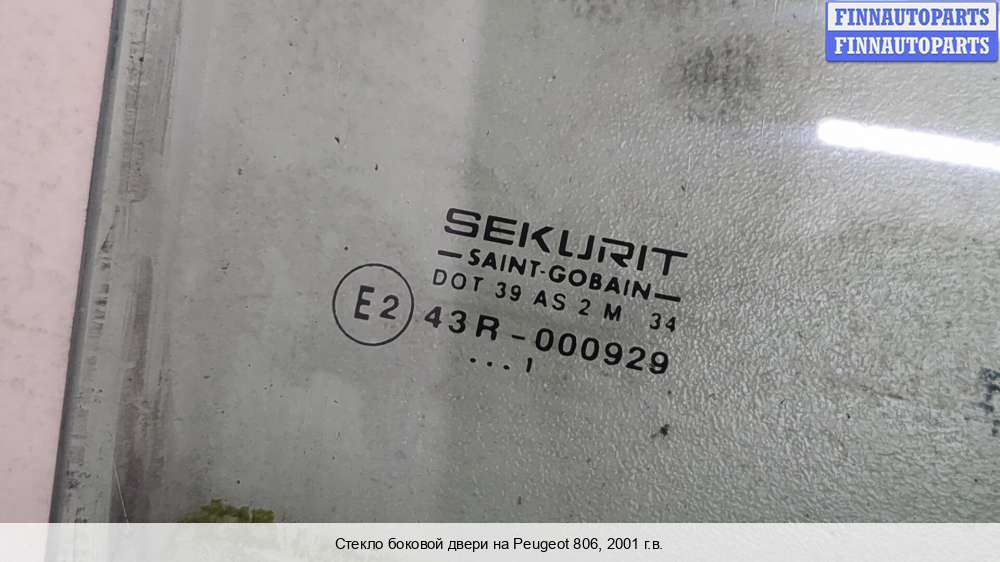 FINNAUTOPARTS
FINNAUTOPARTS
SEKURIT
SAINT-GOBAIN
DOT 39 AS 2 M 34
E2 43R-000929
... 1
Стекло боковой двери на Peugeot 806, 2001 г.в.